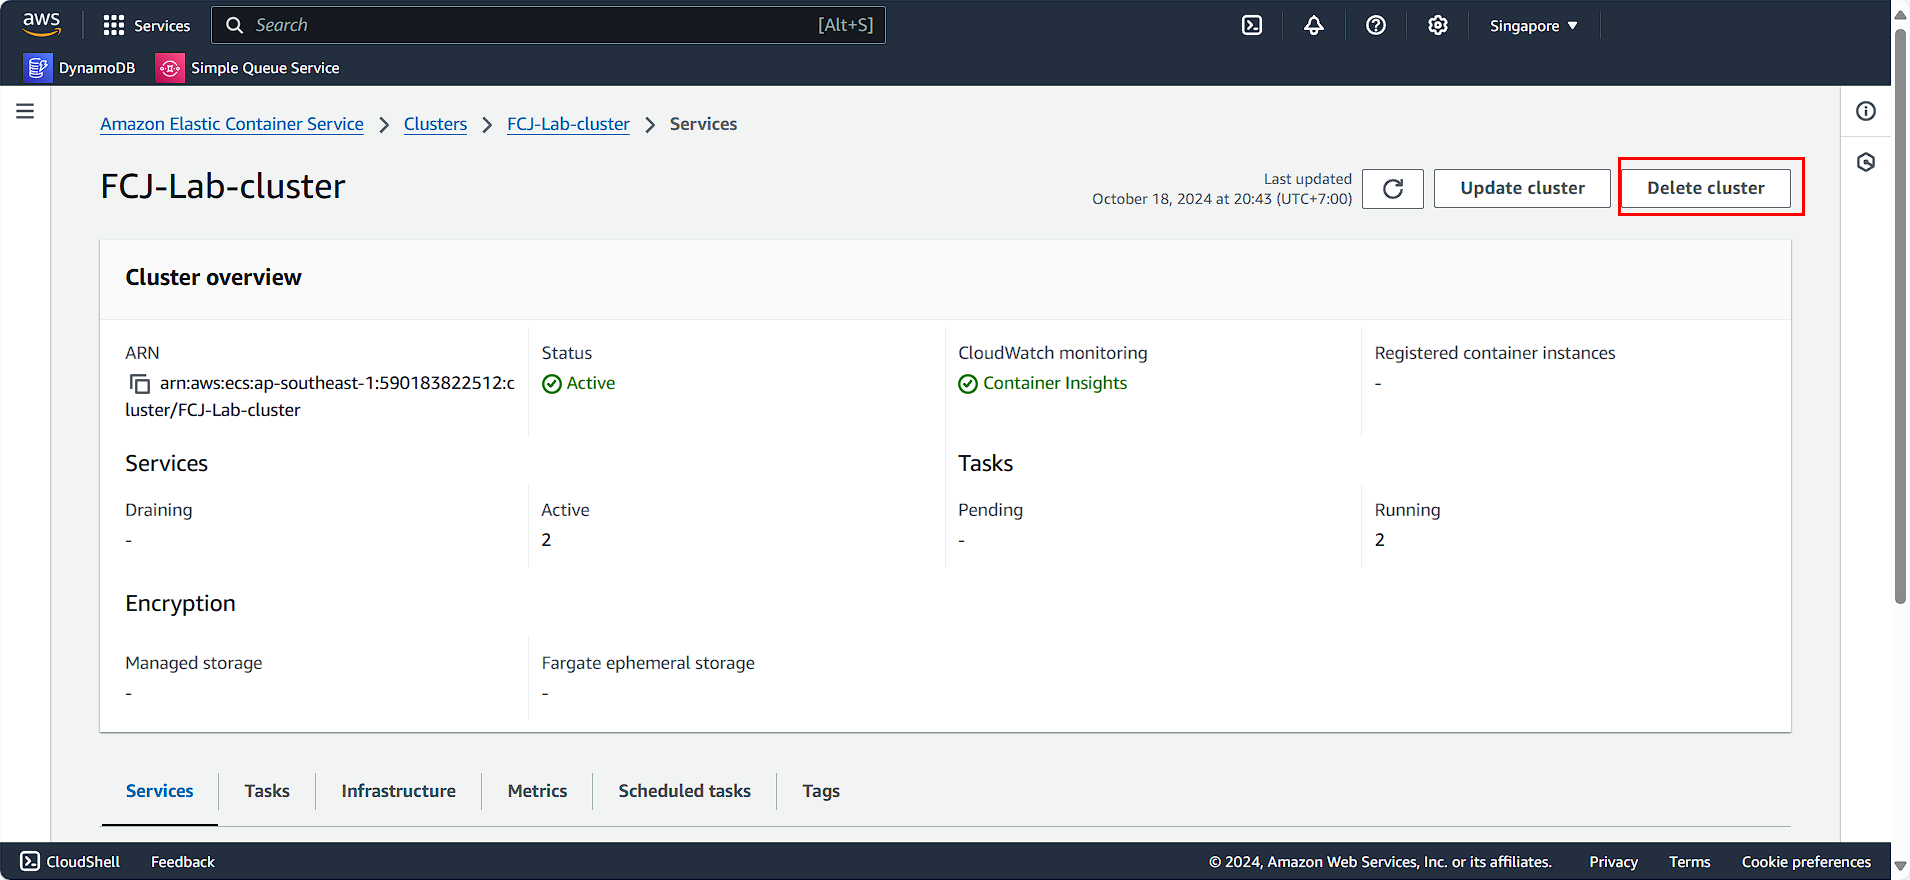 aws
Services
Search
[Alt+S]
Singapore
DynamoDB
Simple Queue Service
Amazon Elastic Container Service
Clusters
FCJ-Lab-cluster
Services
FCJ-Lab-cluster
Last updated
October 18, 2024 at 20:43 (UTC+7:00)
Update cluster
Delete cluster
Cluster overview
ARN
arn:aws:ecs:ap-southeast-1:590183822512:c
luster/FCJ-Lab-cluster
Status
Active
CloudWatch monitoring
Container Insights
Registered container instances
-
Services
Tasks
Draining
-
Active
2
Pending
-
Running
2
Encryption
Managed storage
-
Fargate ephemeral storage
-
Services
Tasks
Infrastructure
Metrics
Scheduled tasks
Tags
CloudShell
Feedback
© 2024, Amazon Web Services, Inc. or its affiliates.
Privacy
Terms
Cookie preferences